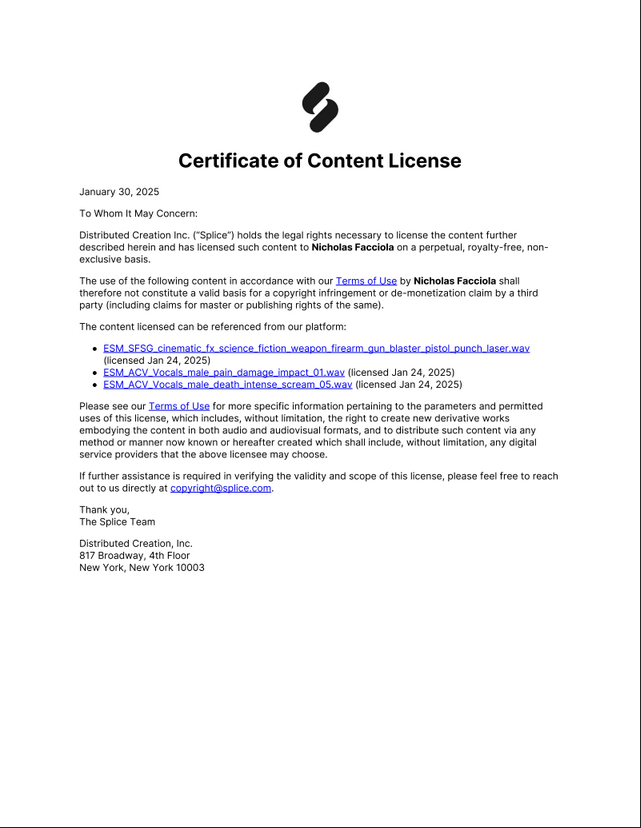 Certificate of Content License
January 30, 2025
To Whom It May Concern:
Distributed Creation Inc. (“Splice”) holds the legal rights necessary to license the content further
described herein and has licensed such content to Nicholas Facciola on a perpetual, royalty-free, non-
exclusive basis.
The use of the following content in accordance with our Terms of Use by Nicholas Facciola shall
therefore not constitute a valid basis for a copyright infringement or de-monetization claim by a third
party (including claims for master or publishing rights of the same).
The content licensed can be referenced from our platform:
• ESM_SFSG_cinematic_fx_science_fiction_weapon_firearm_gun_blaster_pistol_punch_laser.wav
(licensed Jan 24, 2025)
• ESM_ACV_Vocals_male_pain_damage_impact_01.wav (licensed Jan 24, 2025)
• ESM_ACV_Vocals_male_death_intense_scream_05.wav (licensed Jan 24, 2025)
Please see our Terms of Use for more specific information pertaining to the parameters and permitted
uses of this license, which includes, without limitation, the right to create new derivative works
embodying the content in both audio and audiovisual formats, and to distribute such content via any
method or manner now known or hereafter created which shall include, without limitation, any digital
service providers that the above licensee may choose.
If further assistance is required in verifying the validity and scope of this license, please feel free to reach
out to us directly at copyright@splice.com.
Thank you,
The Splice Team
Distributed Creation, Inc.
817 Broadway, 4th Floor
New York, New York 10003